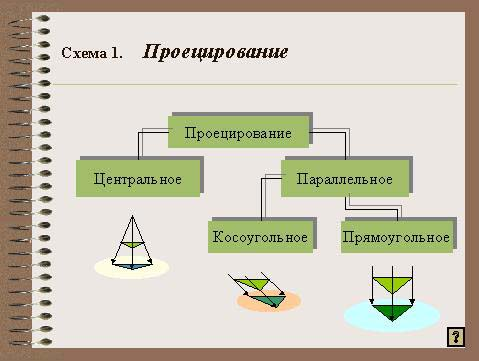 Схема 1. Проецирование
Проецирование
Центральное
Параллельное
Косоугольное
Прямоугольное
?